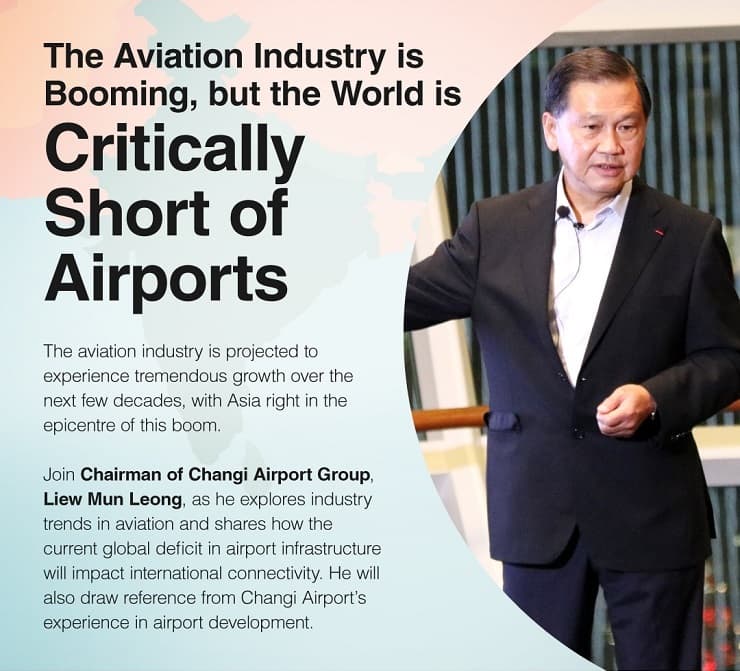 The Aviation Industry is
Booming, but the World is
Critically
Short of
Airports
The aviation industry is projected to
experience tremendous growth over the
next few decades, with Asia right in the
epicentre of this boom.
Join Chairman of Changi Airport Group,
Liew Mun Leong, as he explores industry
trends in aviation and shares how the
current global deficit in airport infrastructure
will impact international connectivity. He will
also draw reference from Changi Airport's
experience in airport development.